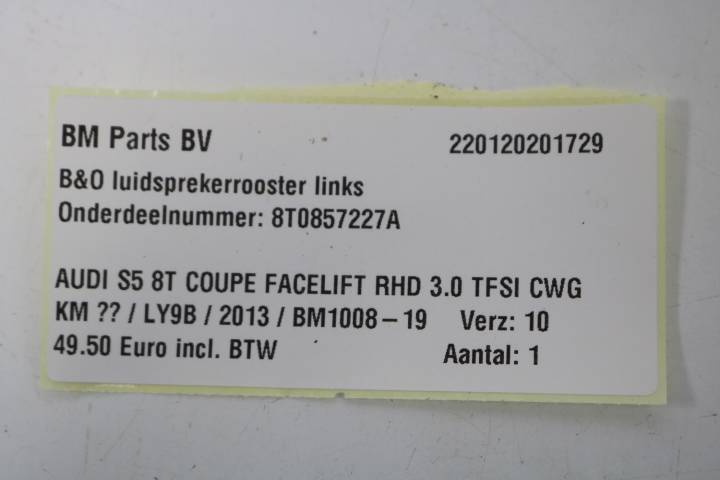 BM Parts BV 220120201729
B&O luidsprekerrooster links
Onderdeelnummer: 8T0857227A
AUDI S5 8T COUPE FACELIFT RHD 3.0 TFSI CWG
KM ?? / LY9B / 2013 / BM1008-19 Verz: 10
49.50 Euro incl. BTW Aantal: 1